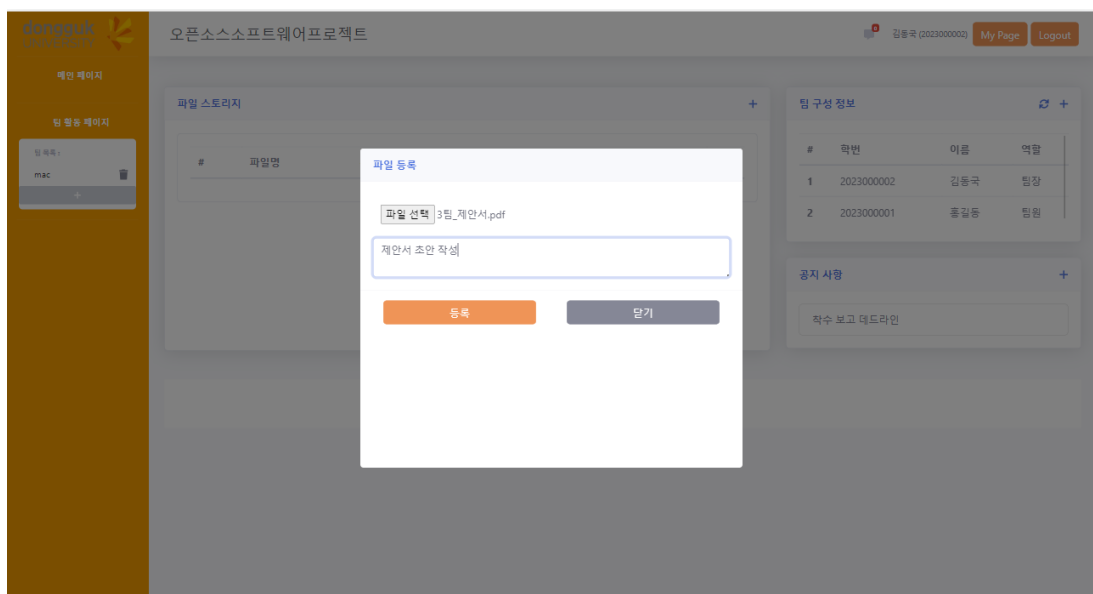 dongguk
university
오픈소스소프트웨어프로젝트
김동국 (2023000002)
My Page
Logout
메인 페이지
팀 활동 페이지
팀 목록 :
mac
+
파일 스토리지
+
# 파일명
파일 등록
파일 선택 3팀_제안서.pdf
제안서 초안 작성
등록
닫기
팀 구성 정보
+
# 학번 이름 역할
1 2023000002 김동국 팀장
2 2023000001 홍길동 팀원
공지 사항
+
착수 보고 데드라인